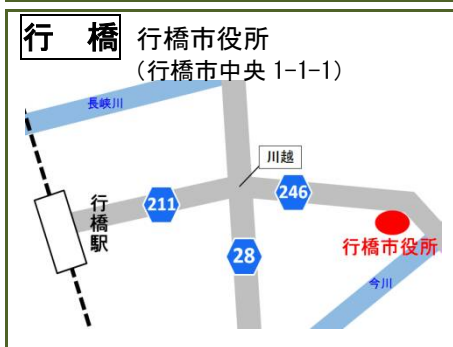 行 橋 行橋市役所
（行橋市中央 1-1-1）
長峡川
川越
行橋駅
211
246
28
行橋市役所
今川